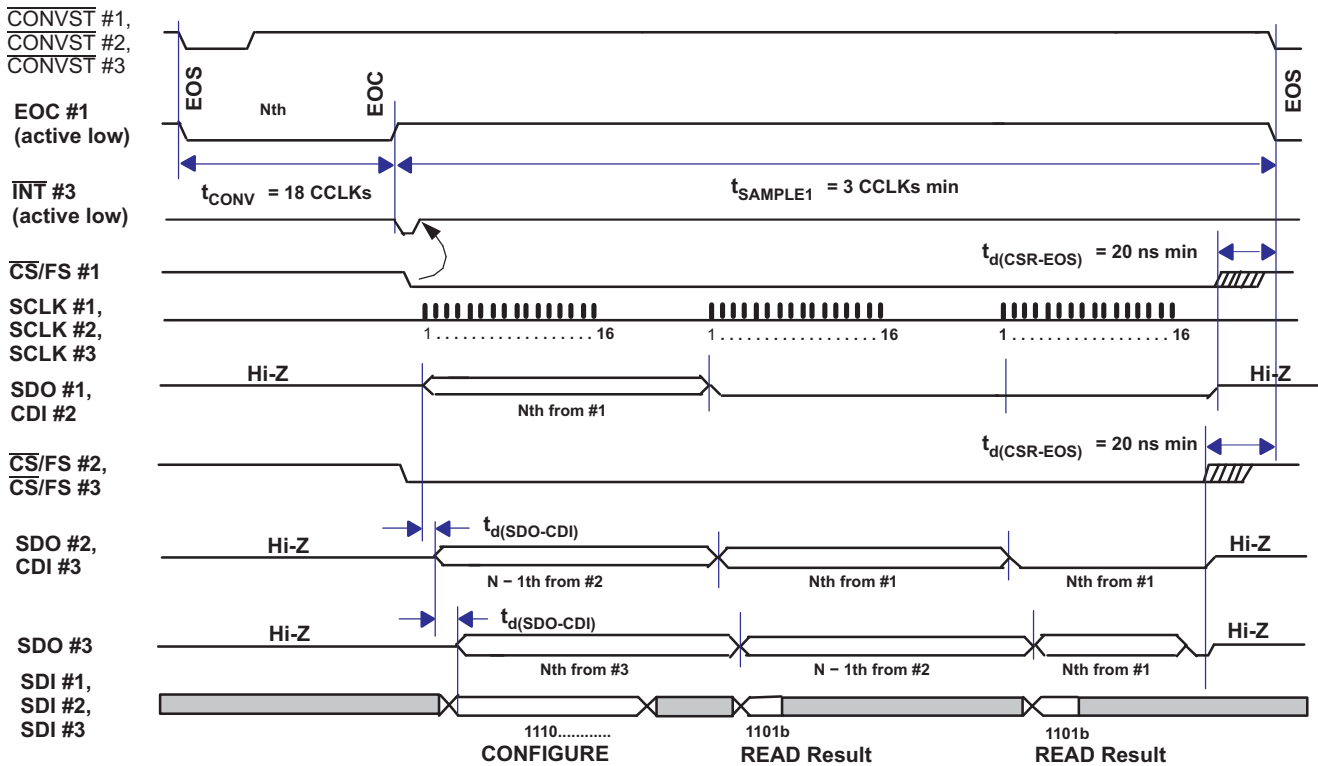 CONVST #1,
CONVST #2,
CONVST #3
EOS
EOC
EOS
EOC #1
(active low)
Nth
INT #3
(active low)
tCONV = 18 CCLKs
tSAMPLE1 = 3 CCLKs min
CS/FS #1
td(CSR-EOS) = 20 ns min
SCLK #1,
SCLK #2,
SCLK #3
1 . . . . . . . . . . . . . . . . . . 16
1 . . . . . . . . . . . . . . . . . . 16
1 . . . . . . . . . . . . . . . . . . 16
SDO #1,
CDI #2
Hi-Z
Nth from #1
Hi-Z
CS/FS #2,
CS/FS #3
td(CSR-EOS) = 20 ns min
td(SDO-CDI)
SDO #2,
CDI #3
Hi-Z
N − 1th from #2
Nth from #1
Nth from #1
Hi-Z
td(SDO-CDI)
SDO #3
Hi-Z
Nth from #3
N − 1th from #2
Nth from #1
Hi-Z
SDI #1,
SDI #2,
SDI #3
1110............
CONFIGURE
1101b
READ Result
1101b
READ Result